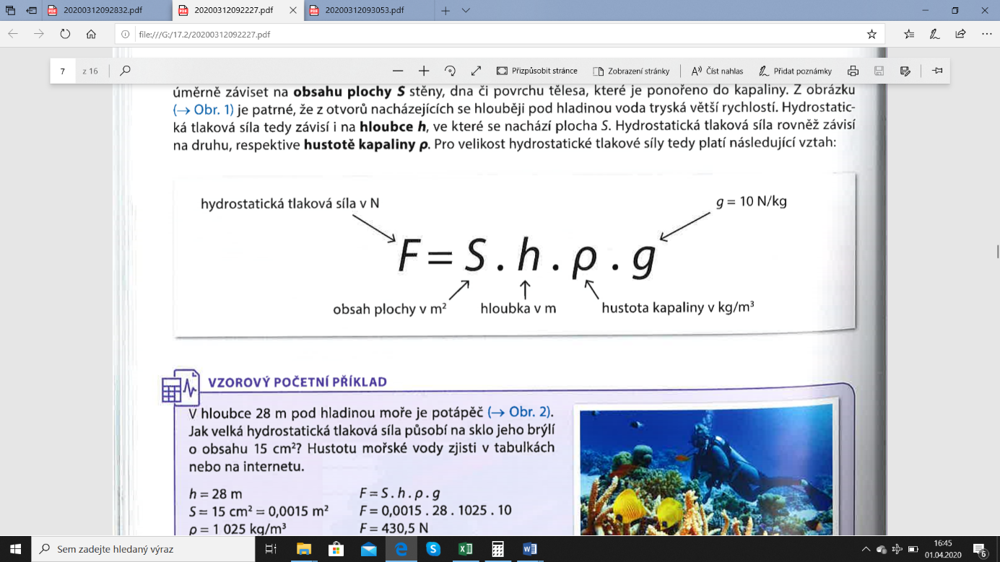 20200312092832.pdf
20200312092227.pdf
20200312093053.pdf
file:///G:/17.2/20200312092227.pdf
7 z 16
Přizpůsobit stránce
Zobrazení stránky
Číst nahlas
Přidat poznámky
úměrně záviset na obsahu plochy S stěny, dna či povrchu tělesa, které je ponořeno do kapaliny. Z obrázku
(→ Obr. 1) je patrné, že z otvorů nacházejících se hlouběji pod hladinou voda tryská větší rychlostí. Hydrostatic-
ká tlaková síla tedy závisí i na hloubce h, ve které se nachází plocha S. Hydrostatická tlaková síla rovněž závisí
na druhu, respektive hustotě kapaliny ρ. Pro velikost hydrostatické tlakové síly tedy platí následující vztah:
hydrostatická tlaková síla v N
g = 10 N/kg
F = S . h . ρ . g
obsah plochy v m²
hloubka v m
hustota kapaliny v kg/m³
VZOROVÝ POČETNÍ PŘÍKLAD
V hloubce 28 m pod hladinou moře je potápěč (→ Obr. 2).
Jak velká hydrostatická tlaková síla působí na sklo jeho brýlí
o obsahu 15 cm²? Hustotu mořské vody zjisti v tabulkách
nebo na internetu.
h = 28 m
S = 15 cm² = 0,0015 m²
ρ = 1 025 kg/m³
F = S . h . ρ . g
F = 0,0015 . 28 . 1025 . 10
F = 430,5 N
Sem zadejte hledaný výraz
16:45
01.04.2020
6